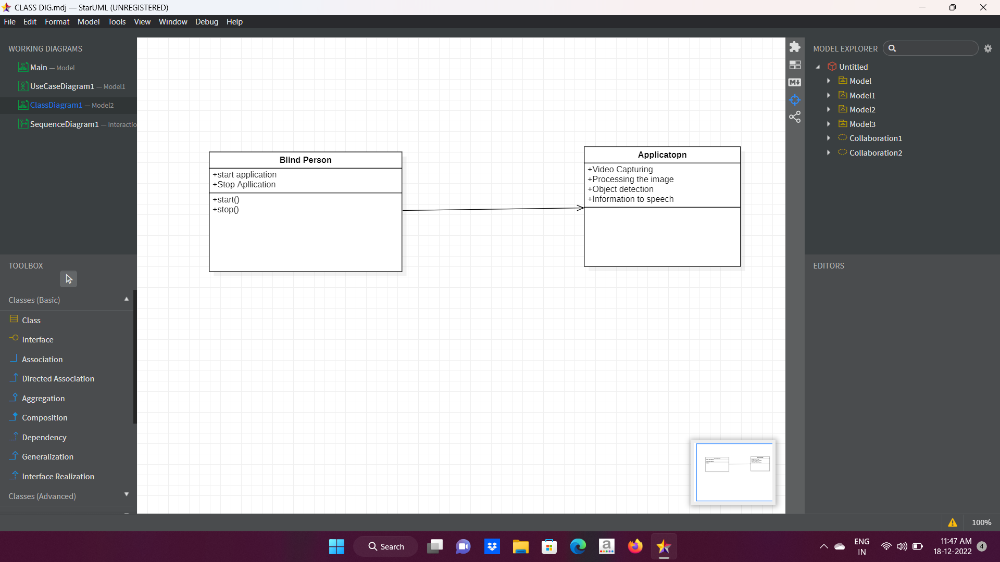 CLASS DIG.mdj — StarUML (UNREGISTERED)
File Edit Format Model Tools View Window Debug Help
WORKING DIAGRAMS
Main — Model
UseCaseDiagram1 — Model1
ClassDiagram1 — Model2
SequenceDiagram1 — Interactio
TOOLBOX
Classes (Basic)
Class
Interface
Association
Directed Association
Aggregation
Composition
Dependency
Generalization
Interface Realization
Classes (Advanced)
Blind Person
+start application
+Stop Apllication
+start()
+stop()
Applicatopn
+Video Capturing
+Processing the image
+Object detection
+Information to speech
MODEL EXPLORER
Untitled
Model
Model1
Model2
Model3
Collaboration1
Collaboration2
EDITORS
100%
Search
ENG
IN
11:47 AM
18-12-2022
4